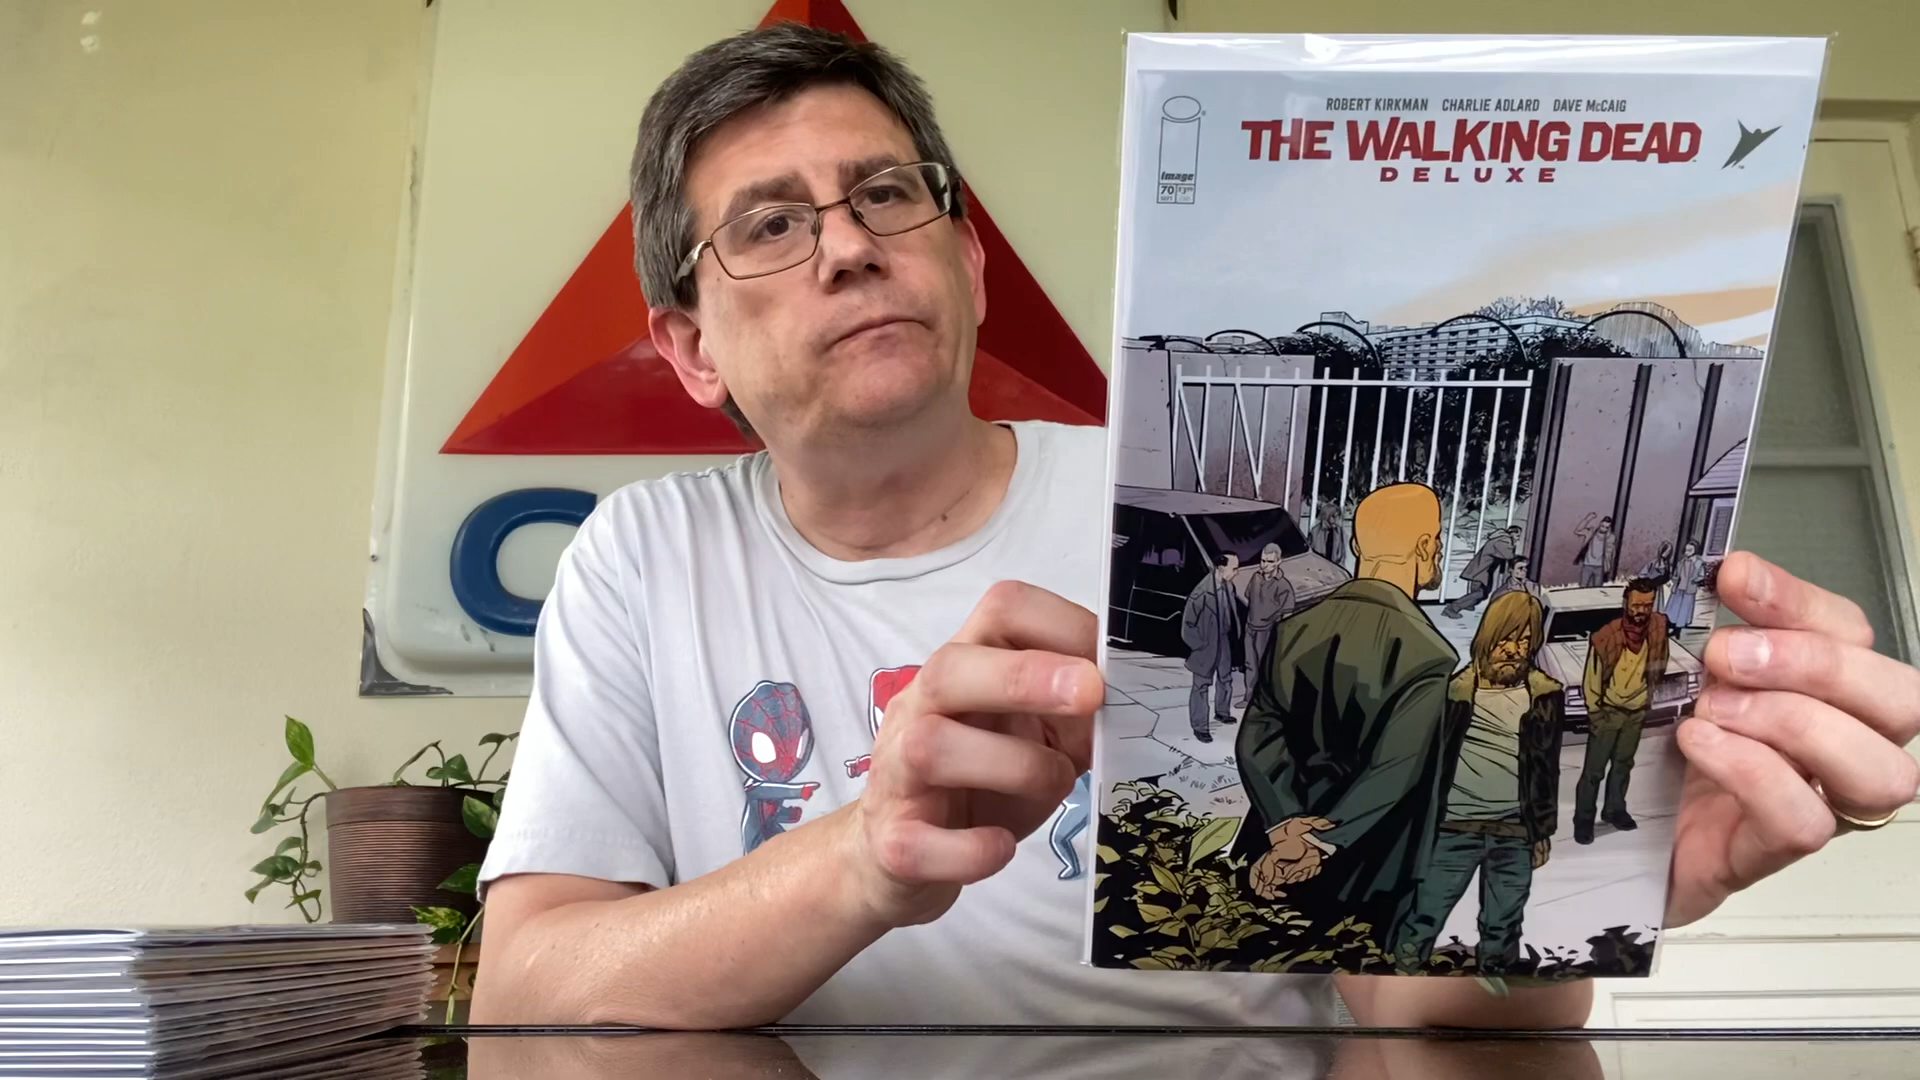 ROBERT KIRKMAN CHARLIE ADLARD DAVE McCAIG
THE WALKING DEAD
DELUXE
image
70
C